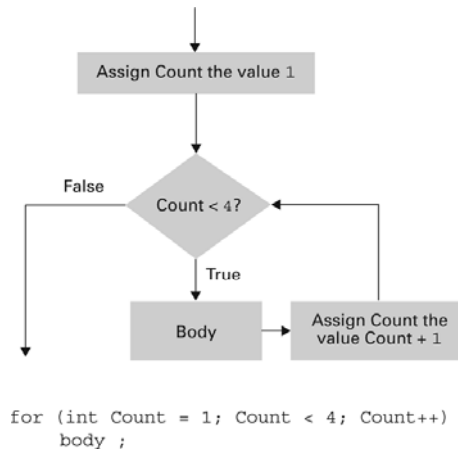 Assign Count the value 1
False
Count < 4?
True
Body
Assign Count the
value Count + 1
for (int Count = 1; Count < 4; Count++)
body ;